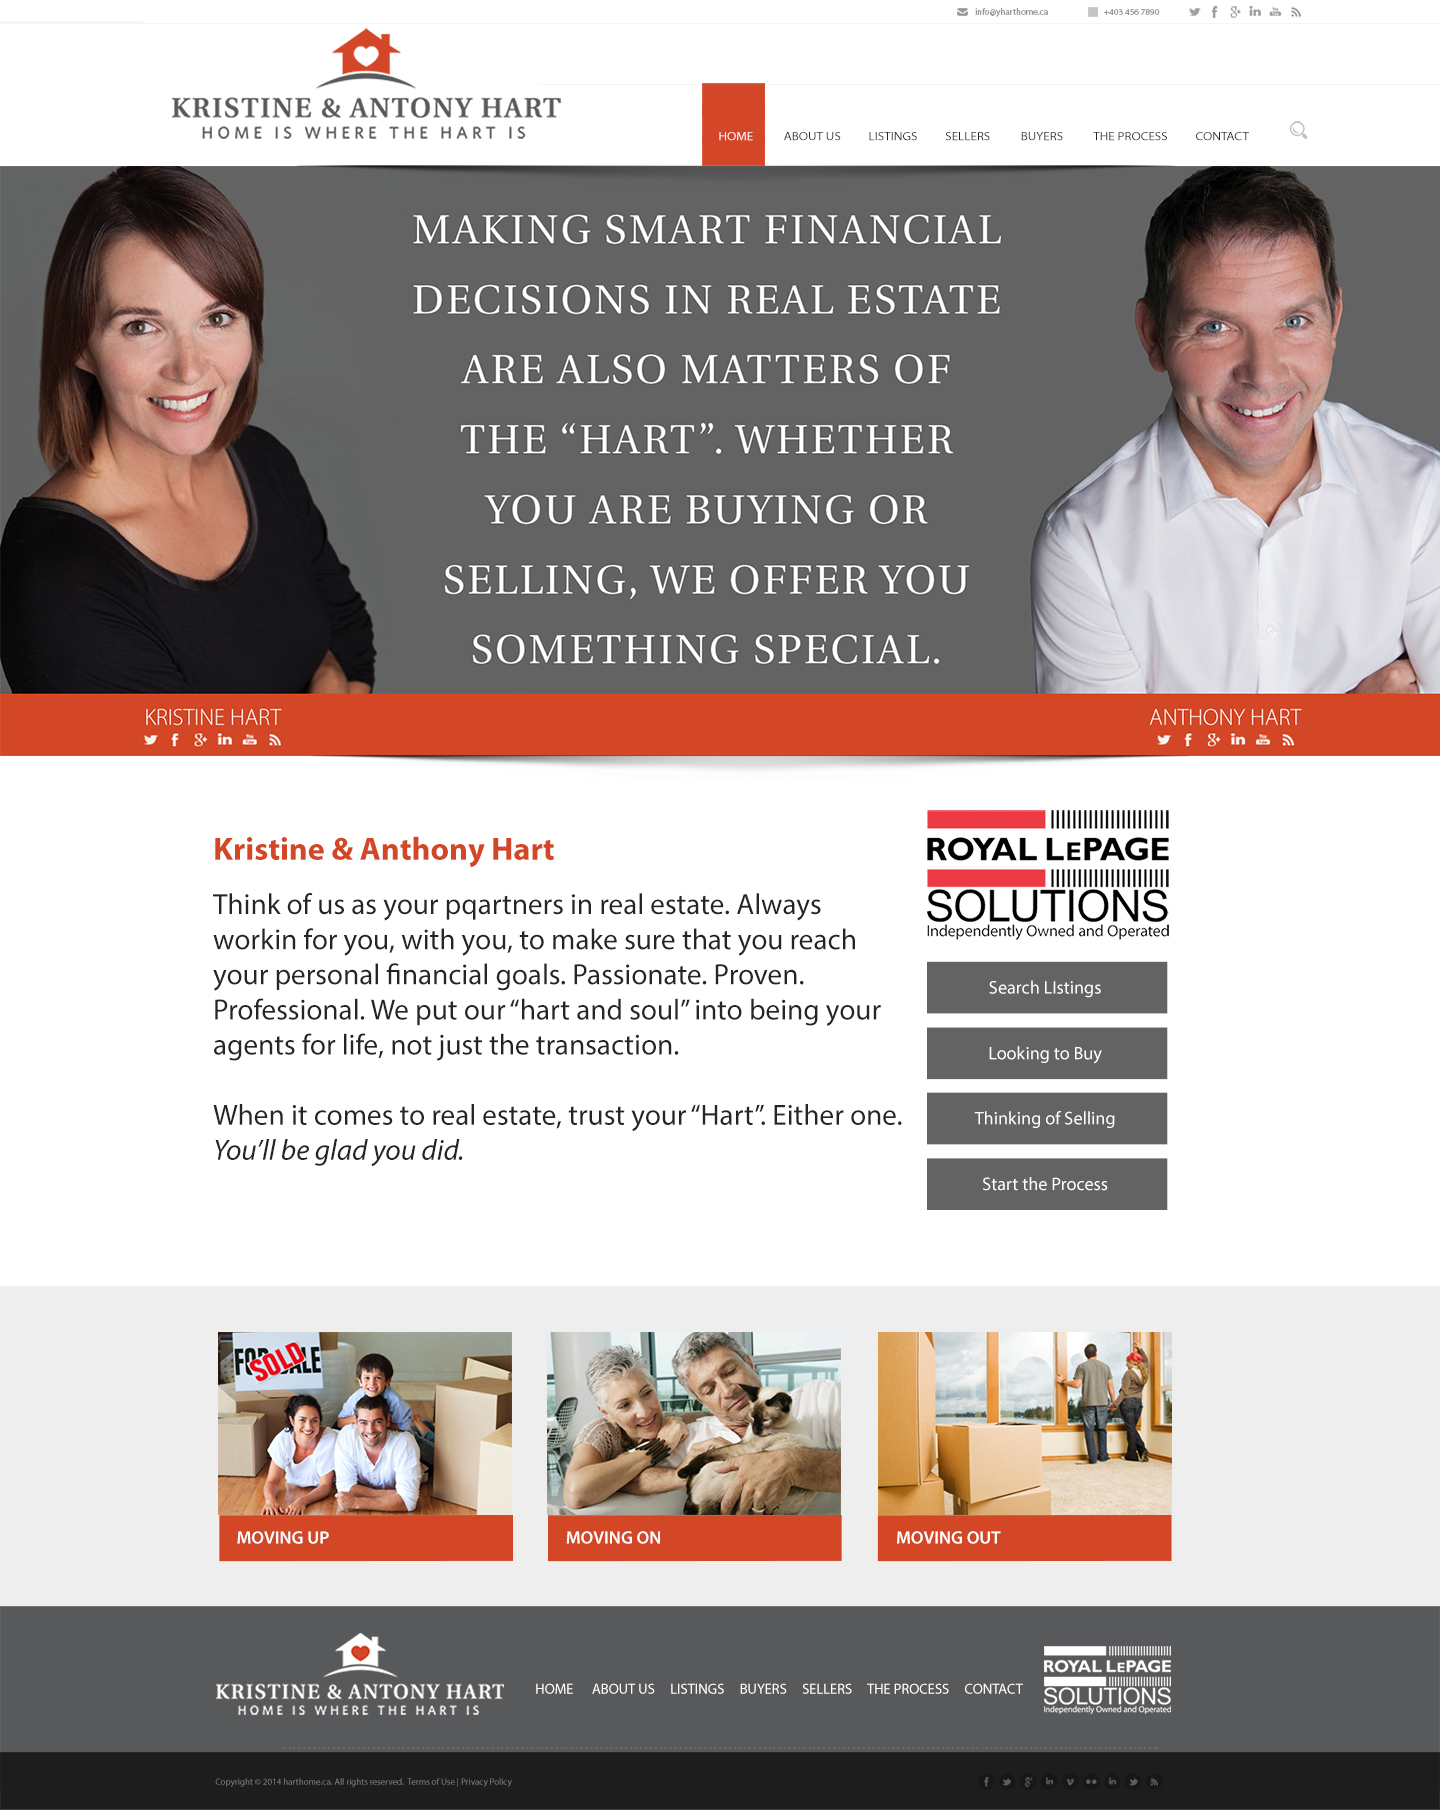 info@yharthome.ca
+403 456 7890
KRISTINE & ANTONY HART
HOME IS WHERE THE HART IS
HOME ABOUT US LISTINGS SELLERS BUYERS THE PROCESS CONTACT
MAKING SMART FINANCIAL
DECISIONS IN REAL ESTATE
ARE ALSO MATTERS OF
THE “HART”. WHETHER
YOU ARE BUYING OR
SELLING, WE OFFER YOU
SOMETHING SPECIAL.
KRISTINE HART
ANTHONY HART
Kristine & Anthony Hart
Think of us as your pqartners in real estate. Always
workin for you, with you, to make sure that you reach
your personal financial goals. Passionate. Proven.
Professional. We put our “hart and soul” into being your
agents for life, not just the transaction.
When it comes to real estate, trust your “Hart”. Either one.
You’ll be glad you did.
ROYAL LEPAGE
SOLUTIONS
Independently Owned and Operated
Search LIstings
Looking to Buy
Thinking of Selling
Start the Process
FOR SALE
SOLD
MOVING UP
MOVING ON
MOVING OUT
KRISTINE & ANTONY HART
HOME IS WHERE THE HART IS
HOME ABOUT US LISTINGS BUYERS SELLERS THE PROCESS CONTACT
ROYAL LEPAGE
SOLUTIONS
Independently Owned and Operated
Copyright © 2014 harthome.ca. All rights reserved. Terms of Use | Privacy Policy